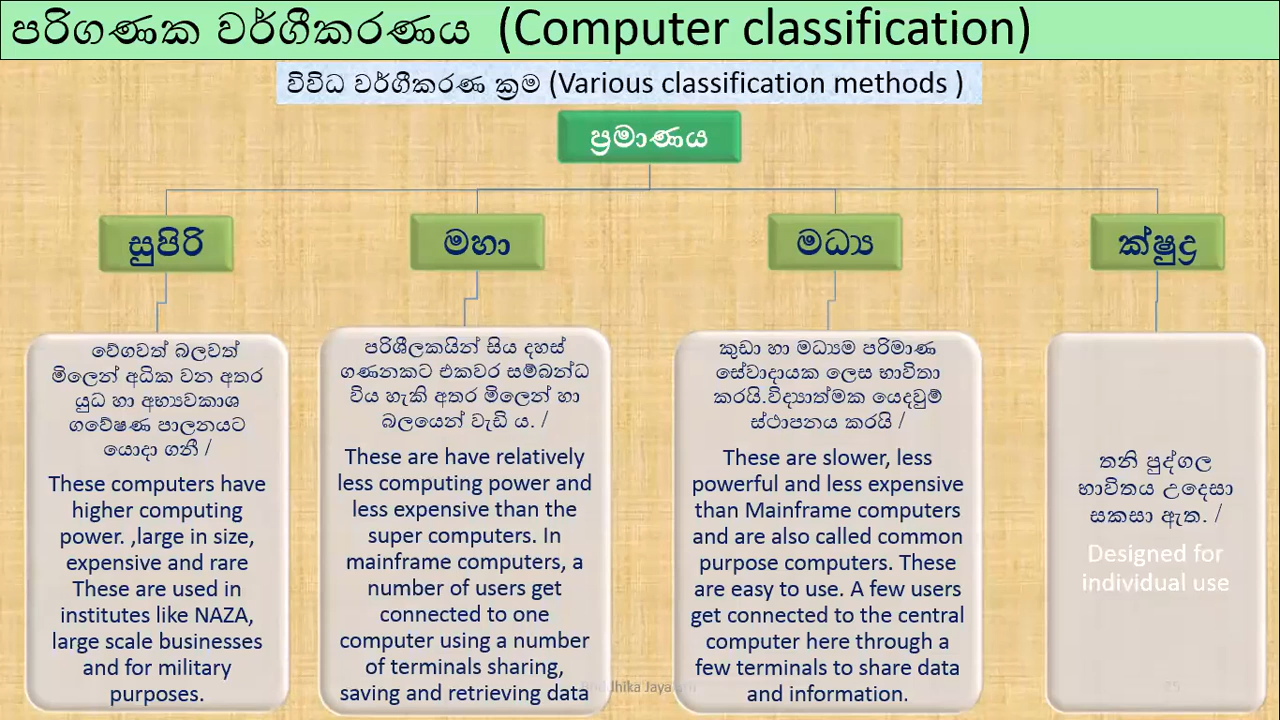 පරිගණක වර්ගීකරණය (Computer classification)
විවිධ වර්ගීකරණ ක්‍රම (Various classification methods )
ප්‍රමාණය
සුපිරි
මහා
මධ්‍ය
ක්ෂුද්‍ර
වේගවත් බලවත්
මිලෙන් අධික වන අතර
යුධ හා අභ්‍යවකාශ
ගවේෂණ පාලනයට
යොදා ගනී /
These computers have
higher computing
power. ,large in size,
expensive and rare
These are used in
institutes like NAZA,
large scale businesses
and for military
purposes.
පරිශීලකයින් සිය දහස්
ගණනකට එකවර සම්බන්ධ
විය හැකි අතර මිලෙන් හා
බලයෙන් වැඩි ය. /
These are have relatively
less computing power and
less expensive than the
super computers. In
mainframe computers, a
number of users get
connected to one
computer using a number
of terminals sharing,
saving and retrieving data
කුඩා හා මධ්‍යම පරිමාණ
සේවාදායක ලෙස භාවිතා
කරයි.විද්‍යාත්මක යෙදවුම්
ස්ථාපනය කරයි /
These are slower, less
powerful and less expensive
than Mainframe computers
and are also called common
purpose computers. These
are easy to use. A few users
get connected to the central
computer here through a
few terminals to share data
and information.
තනි පුද්ගල
භාවිතය උදෙසා
සකසා ඇත. /
Designed for
individual use